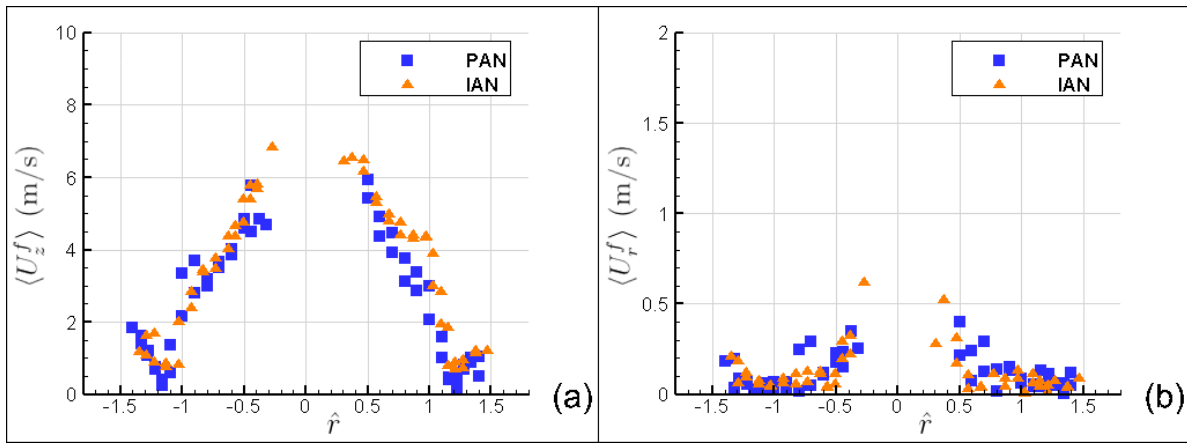 10
8
6
4
2
0
⟨U_z^f⟩ (m/s)
-1.5 -1 -0.5 0 0.5 1 1.5
r̂
PAN
IAN
(a)
2
1.5
1
0.5
0
⟨U_r^f⟩ (m/s)
-1.5 -1 -0.5 0 0.5 1 1.5
r̂
PAN
IAN
(b)